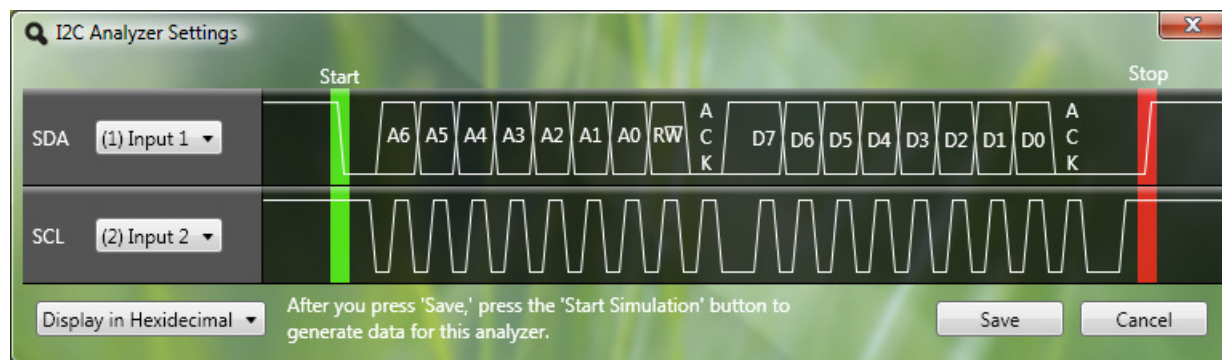 I2C Analyzer Settings
Start
Stop
SDA
(1) Input 1
A6 A5 A4 A3 A2 A1 A0 RW ACK D7 D6 D5 D4 D3 D2 D1 D0 ACK
SCL
(2) Input 2
Display in Hexidecimal
After you press 'Save,' press the 'Start Simulation' button to
generate data for this analyzer.
Save
Cancel